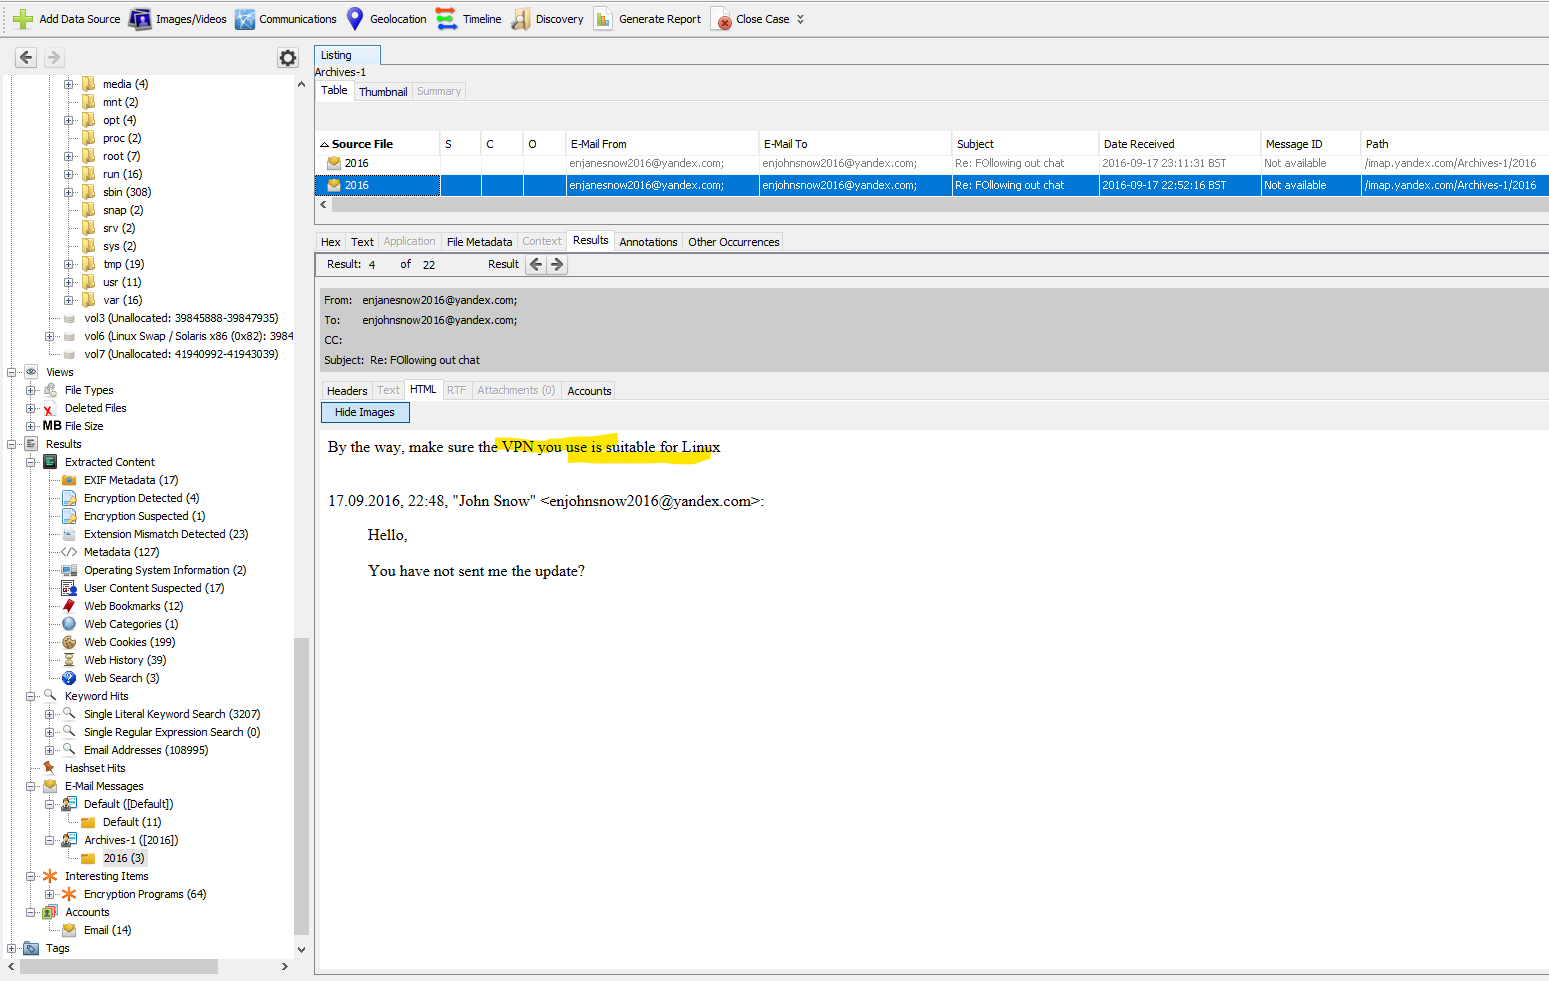 Add Data Source Images/Videos Communications Geolocation Timeline Discovery Generate Report Close Case
Listing
Archives-1
Table Thumbnail Summary
Source File S C O E-Mail From E-Mail To Subject Date Received Message ID Path
2016 enjanesnow2016@yandex.com; enjohnsnow2016@yandex.com; Re: FOllowing out chat 2016-09-17 23:11:31 BST Not available /imap.yandex.com/Archives-1/2016
2016 enjanesnow2016@yandex.com; enjohnsnow2016@yandex.com; Re: FOllowing out chat 2016-09-17 22:52:16 BST Not available /imap.yandex.com/Archives-1/2016
Hex Text Application File Metadata Context Results Annotations Other Occurrences
Result: 4 of 22 Result
From: enjanesnow2016@yandex.com;
To: enjohnsnow2016@yandex.com;
CC:
Subject: Re: FOllowing out chat
Headers Text HTML RTF Attachments (0) Accounts
Hide Images
By the way, make sure the VPN you use is suitable for Linux
17.09.2016, 22:48, "John Snow" <enjohnsnow2016@yandex.com>:
Hello,
You have not sent me the update?
media (4)
mnt (2)
opt (4)
proc (2)
root (7)
run (16)
sbin (308)
snap (2)
srv (2)
sys (2)
tmp (19)
usr (11)
var (16)
vol3 (Unallocated: 39845888-39847935)
vol6 (Linux Swap / Solaris x86 (0x82): 3984
vol7 (Unallocated: 41940992-41943039)
Views
File Types
Deleted Files
MB File Size
Results
Extracted Content
EXIF Metadata (17)
Encryption Detected (4)
Encryption Suspected (1)
Extension Mismatch Detected (23)
Metadata (127)
Operating System Information (2)
User Content Suspected (17)
Web Bookmarks (12)
Web Categories (1)
Web Cookies (199)
Web History (39)
Web Search (3)
Keyword Hits
Single Literal Keyword Search (3207)
Single Regular Expression Search (0)
Email Addresses (108995)
Hashset Hits
E-Mail Messages
Default ([Default])
Default (11)
Archives-1 ([2016])
2016 (3)
Interesting Items
Encryption Programs (64)
Accounts
Email (14)
Tags